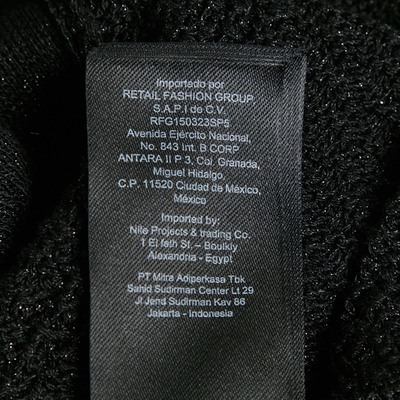 Importado por
RETAIL FASHION GROUP,
S.A.P.I de C.V.
RFG150323SP5
Avenida Ejército Nacional,
No. 843 Int. B CORP
ANTARA II P 3, Col. Granada,
Miguel Hidalgo,
C.P. 11520 Ciudad de México,
México
Imported by:
Nile Projects & trading Co.
1 El fath St. – Boulkly
Alexandria - Egypt
PT Mitra Adiperkasa Tbk
Sahid Sudirman Center Lt 29
Jl Jend Sudirman Kav 86
Jakarta - Indonesia